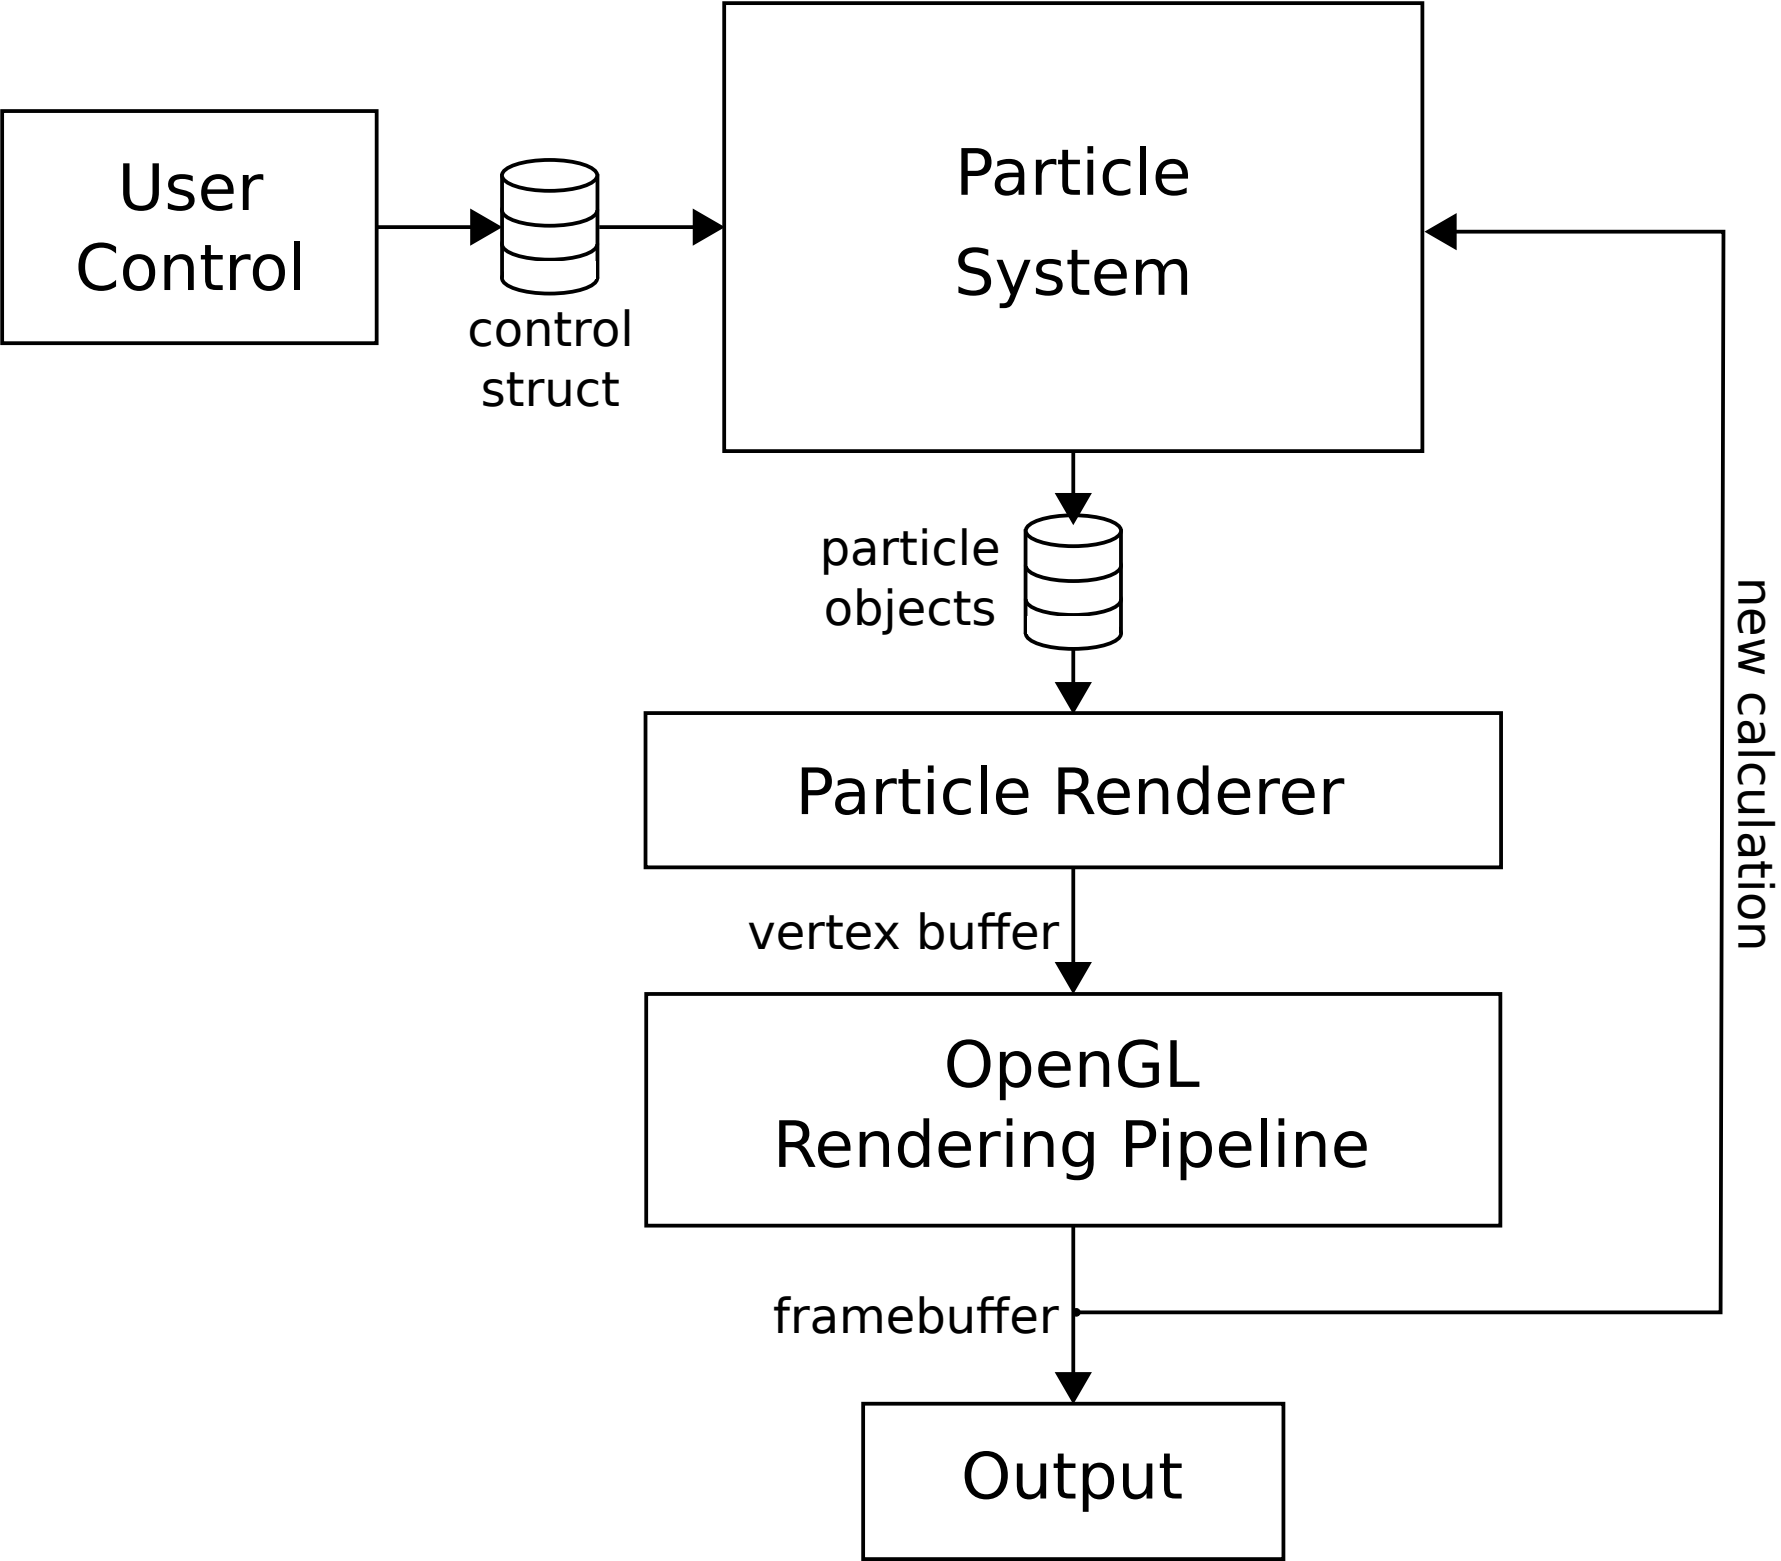 User
Control
control
struct
Particle
System
particle
objects
Particle Renderer
vertex buffer
OpenGL
Rendering Pipeline
framebuffer
Output
new calculation